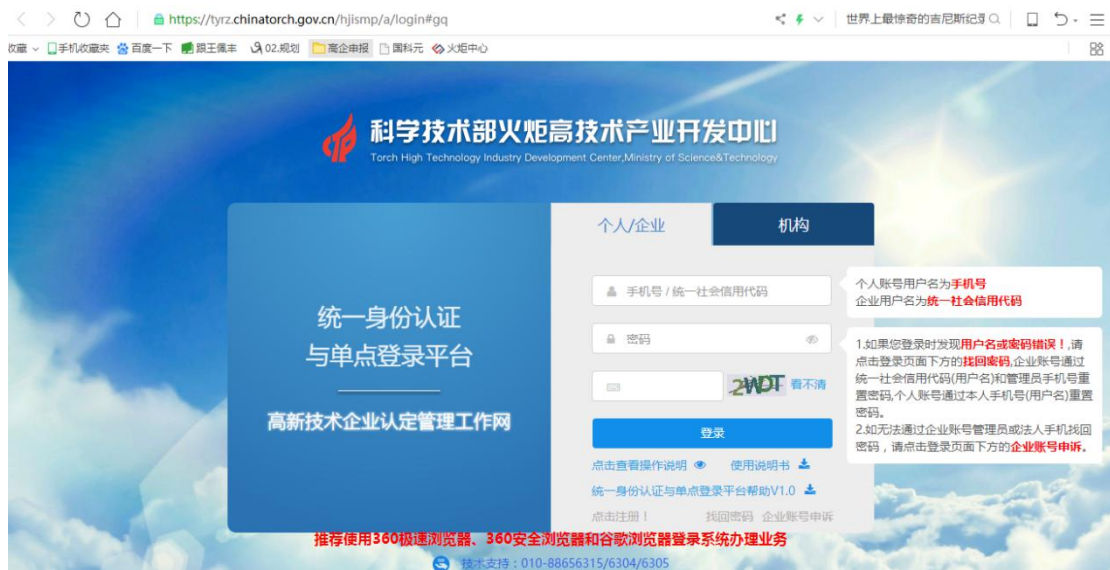 https://tyrz.chinatorch.gov.cn/hjismp/a/login#gq
世界上最惊奇的吉尼斯纪录
收藏 手机收藏夹 百度一下 跟王佩丰 02.规划 高企申报 国科元 火炬中心
科学技术部火炬高技术产业开发中心
Torch High Technology Industry Development Center,Ministry of Science&Technology
个人/企业 机构
统一身份认证
与单点登录平台
高新技术企业认定管理工作网
手机号 / 统一社会信用代码
密码
2WDT 看不清
登录
点击查看操作说明 使用说明书
统一身份认证与单点登录平台帮助V1.0
点击注册! 找回密码 企业账号申诉
个人账号用户名为手机号
企业用户名为统一社会信用代码
1.如果您登录时发现用户名或密码错误!,请
点击登录页面下方的找回密码,企业账号通过
统一社会信用代码(用户名)和管理员手机号重
置密码,个人账号通过本人手机号(用户名)重置
密码。
2.如无法通过企业账号管理员或法人手机找回
密码,请点击登录页面下方的企业账号申诉。
推荐使用360极速浏览器、360安全浏览器和谷歌浏览器登录系统办理业务
技术支持:010-88656315/6304/6305